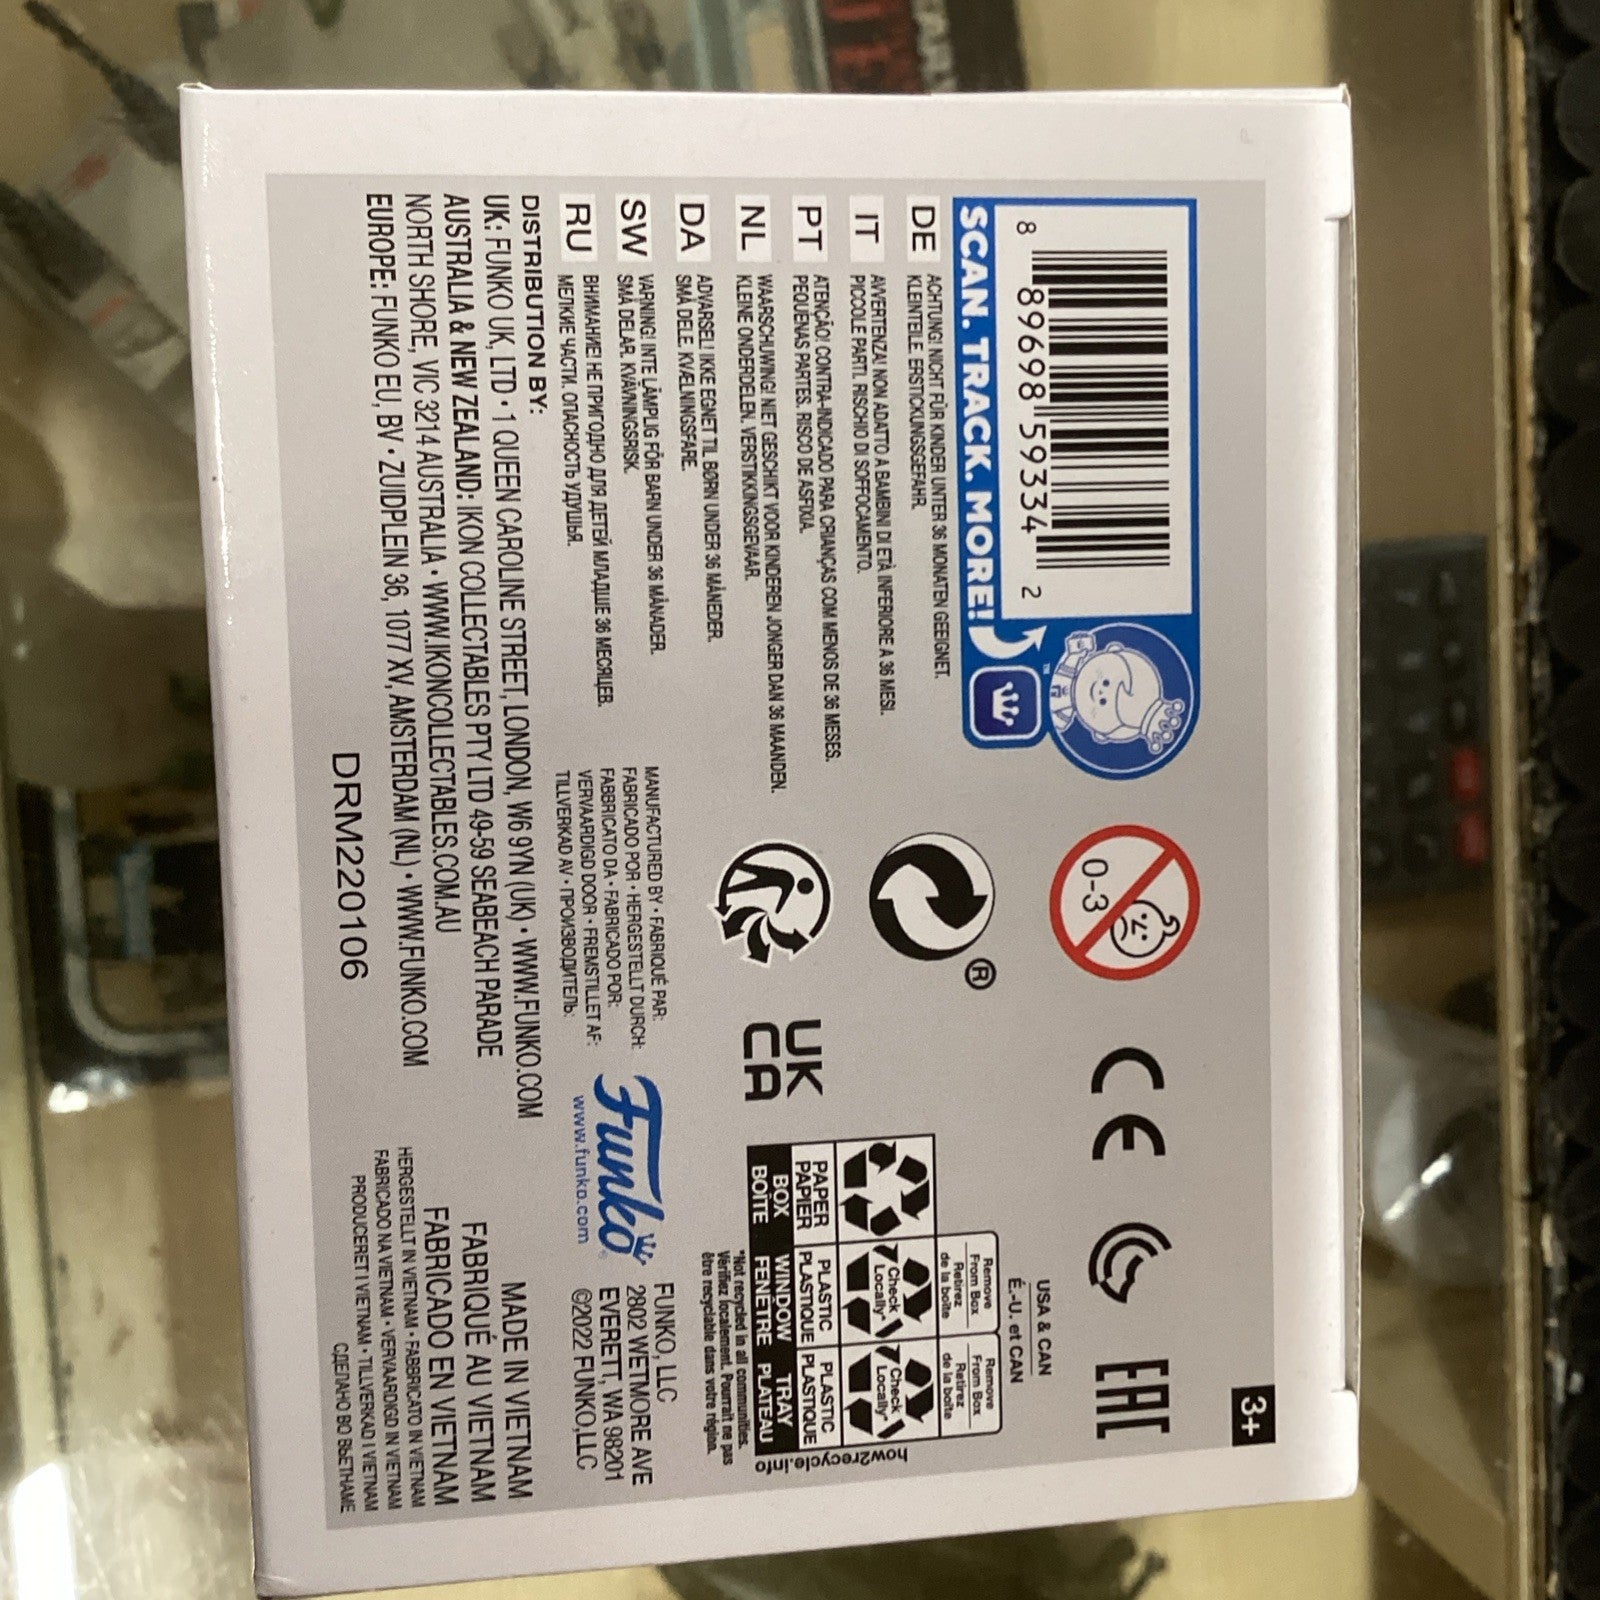 3+
8 89698 59334 2
SCAN. TRACK. MORE!
™
0-3
CE
EAC
DE ACHTUNG! NICHT FÜR KINDER UNTER 36 MONATEN GEEIGNET.
KLEINTEILE. ERSTICKUNGSGEFAHR.
IT AVVERTENZA! NON ADATTO A BAMBINI DI ETÀ INFERIORE A 36 MESI.
PICCOLE PARTI. RISCHIO DI SOFFOCAMENTO.
PT ATENÇÃO! CONTRA-INDICADO PARA CRIANÇAS COM MENOS DE 36 MESES.
PEQUENAS PARTES. RISCO DE ASFIXIA.
NL WAARSCHUWING! NIET GESCHIKT VOOR KINDEREN JONGER DAN 36 MAANDEN.
KLEINE ONDERDELEN. VERSTIKKINGSGEVAAR.
DA ADVARSEL! IKKE EGNET TIL BØRN UNDER 36 MÅNEDER.
SMÅ DELE. KVÆLNINGSFARE.
SW VARNING! INTE LÄMPLIG FÖR BARN UNDER 36 MÅNADER.
SMÅ DELAR. KVÄVNINGSRISK.
RU ВНИМАНИЕ! НЕ ПРИГОДНО ДЛЯ ДЕТЕЙ МЛАДШЕ 36 МЕСЯЦЕВ.
МЕЛКИЕ ЧАСТИ. ОПАСНОСТЬ УДУШЬЯ.
®
UK
CA
USA & CAN
É.-U. et CAN
Remove
From Box
Retirez
de la boîte
Remove
From Box
Retirez
de la boîte
Check
Locally*
Check
Locally*
PAPER
PAPIER
PLASTIC
PLASTIQUE
PLASTIC
PLASTIQUE
BOX
BOÎTE
WINDOW
FENÊTRE
TRAY
PLATEAU
how2recycle.info
*Not recycled in all communities.
Vérifiez localement. Pourrait ne pas
être recyclable dans votre région.
MANUFACTURED BY • FABRIQUÉ PAR:
FABRICADO POR • HERGESTELLT DURCH:
FABBRICATO DA • FABRICADO POR:
VERVAARDIGD DOOR • FREMSTILLET AF:
TILLVERKAD AV • ПРОИЗВОДИТЕЛЬ:
Funko®
www.funko.com
FUNKO, LLC
2802 WETMORE AVE
EVERETT, WA 98201
©2022 FUNKO,LLC
DISTRIBUTION BY:
UK: FUNKO UK, LTD • 1 QUEEN CAROLINE STREET, LONDON, W6 9YN (UK) • WWW.FUNKO.COM
AUSTRALIA & NEW ZEALAND: IKON COLLECTABLES PTY LTD 49-59 SEABEACH PARADE
NORTH SHORE, VIC 3214 AUSTRALIA • WWW.IKONCOLLECTABLES.COM.AU
EUROPE: FUNKO EU, BV • ZUIDPLEIN 36, 1077 XV, AMSTERDAM (NL) • WWW.FUNKO.COM
DRM220106
MADE IN VIETNAM
FABRIQUÉ AU VIETNAM
FABRICADO EN VIETNAM
HERGESTELLT IN VIETNAM • FABBRICATO IN VIETNAM
FABRICADO NA VIETNAM • VERVAARDIGD IN VIETNAM
PRODUCERET I VIETNAM • TILLVERKAD I VIETNAM
СДЕЛАНО ВО ВЬЕТНАМЕ